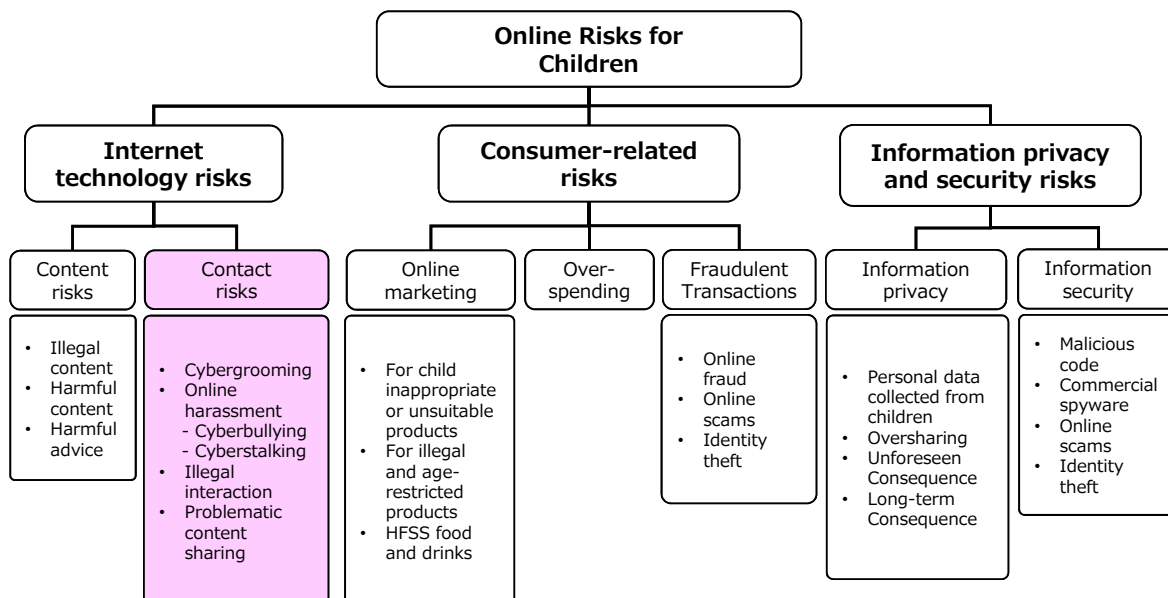 Online Risks for
Children
Internet
technology risks
Consumer-related
risks
Information privacy
and security risks
Content
risks
Contact
risks
Online
marketing
Over-
spending
Fraudulent
Transactions
Information
privacy
Information
security
• Illegal
content
• Harmful
content
• Harmful
advice
• Cybergrooming
• Online
harassment
- Cyberbullying
- Cyberstalking
• Illegal
interaction
• Problematic
content
sharing
• For child
inappropriate
or unsuitable
products
• For illegal
and age-
restricted
products
• HFSS food
and drinks
• Online
fraud
• Online
scams
• Identity
theft
• Personal data
collected from
children
• Oversharing
• Unforeseen
Consequence
• Long-term
Consequence
• Malicious
code
• Commercial
spyware
• Online
scams
• Identity
theft